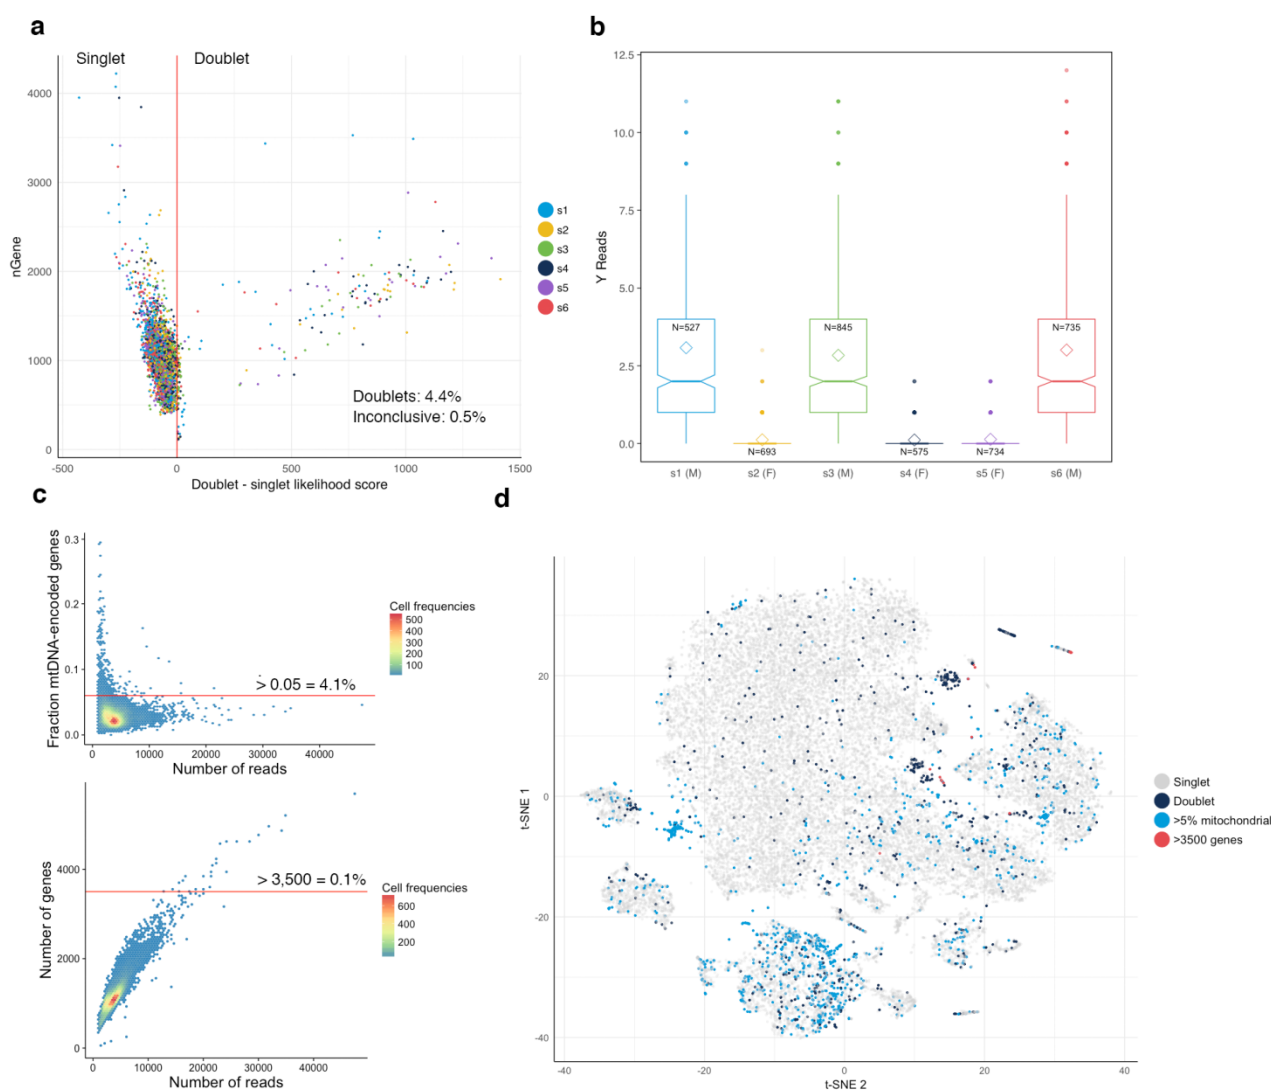 a
Singlet
Doublet
nGene
4000
3000
2000
1000
0
-500
0
500
1000
1500
Doublets: 4.4%
Inconclusive: 0.5%
Doublet - singlet likelihood score
s1
s2
s3
s4
s5
s6
b
Y Reads
12.5
10.0
7.5
5.0
2.5
0.0
N=527
N=693
N=845
N=575
N=734
N=735
s1 (M)
s2 (F)
s3 (M)
s4 (F)
s5 (F)
s6 (M)
c
Fraction mtDNA-encoded genes
0.3
0.2
0.1
0.0
> 0.05 = 4.1%
0
10000
20000
30000
40000
Number of reads
Cell frequencies
500
400
300
200
100
Number of genes
4000
2000
0
> 3,500 = 0.1%
0
10000
20000
30000
40000
Number of reads
Cell frequencies
600
400
200
d
t-SNE 1
20
0
-20
-40
-40
-20
0
20
40
t-SNE 2
Singlet
Doublet
>5% mitochondrial
>3500 genes